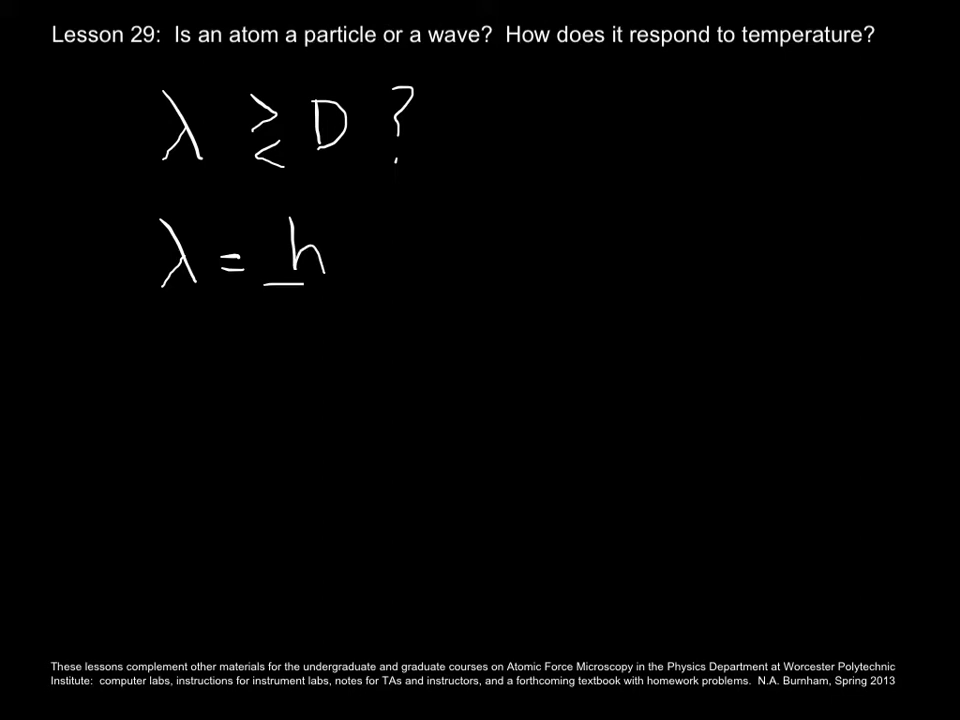 Lesson 29: Is an atom a particle or a wave? How does it respond to temperature?
λ ≷ D ?
λ = h
These lessons complement other materials for the undergraduate and graduate courses on Atomic Force Microscopy in the Physics Department at Worcester Polytechnic
Institute: computer labs, instructions for instrument labs, notes for TAs and instructors, and a forthcoming textbook with homework problems. N.A. Burnham, Spring 2013